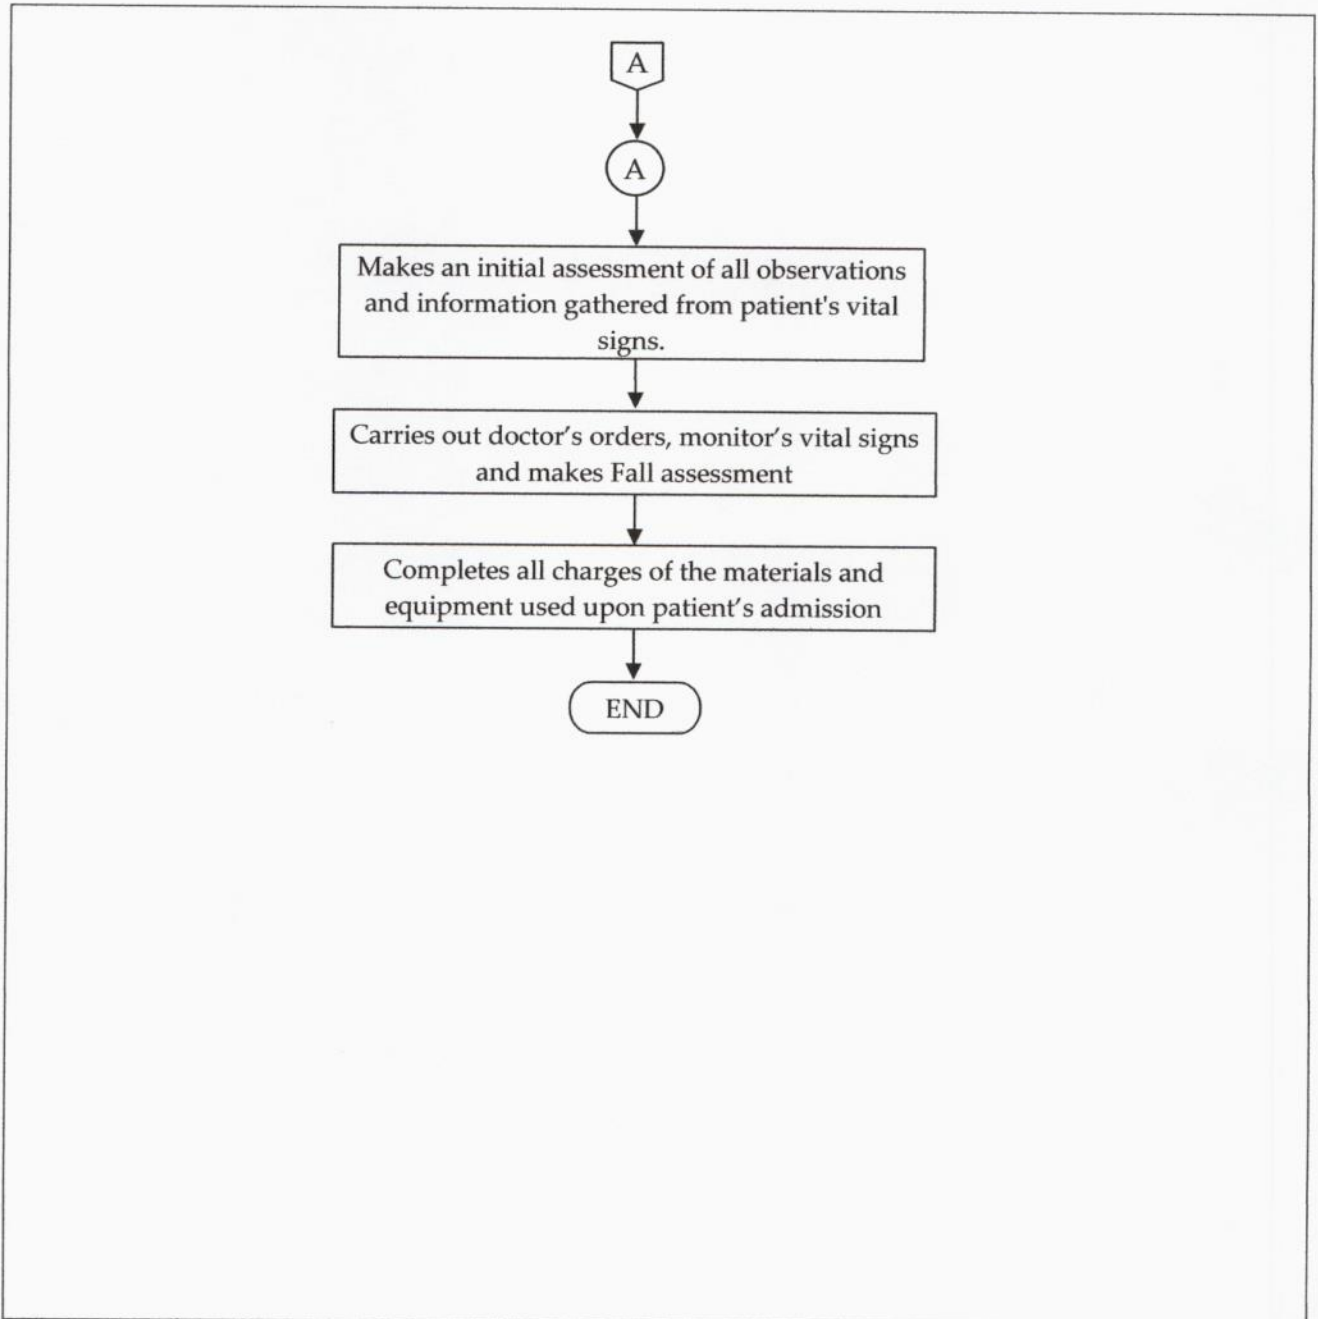 A
A
Makes an initial assessment of all observations
and information gathered from patient's vital
signs.
Carries out doctor's orders, monitor's vital signs
and makes Fall assessment
Completes all charges of the materials and
equipment used upon patient's admission
END